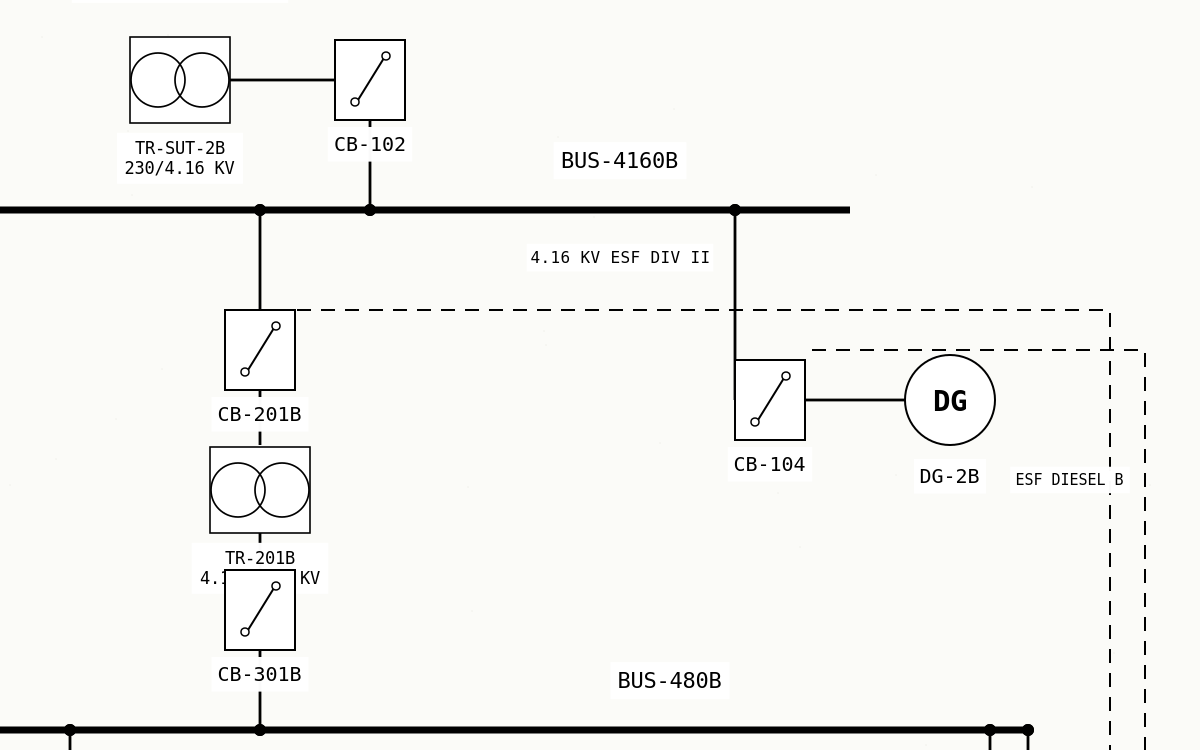 TR-SUT-2B
230/4.16 KV
CB-102
BUS-4160B
4.16 KV ESF DIV II
CB-201B
DG
CB-104
DG-2B
ESF DIESEL B
TR-201B
KV
CB-301B
BUS-480B